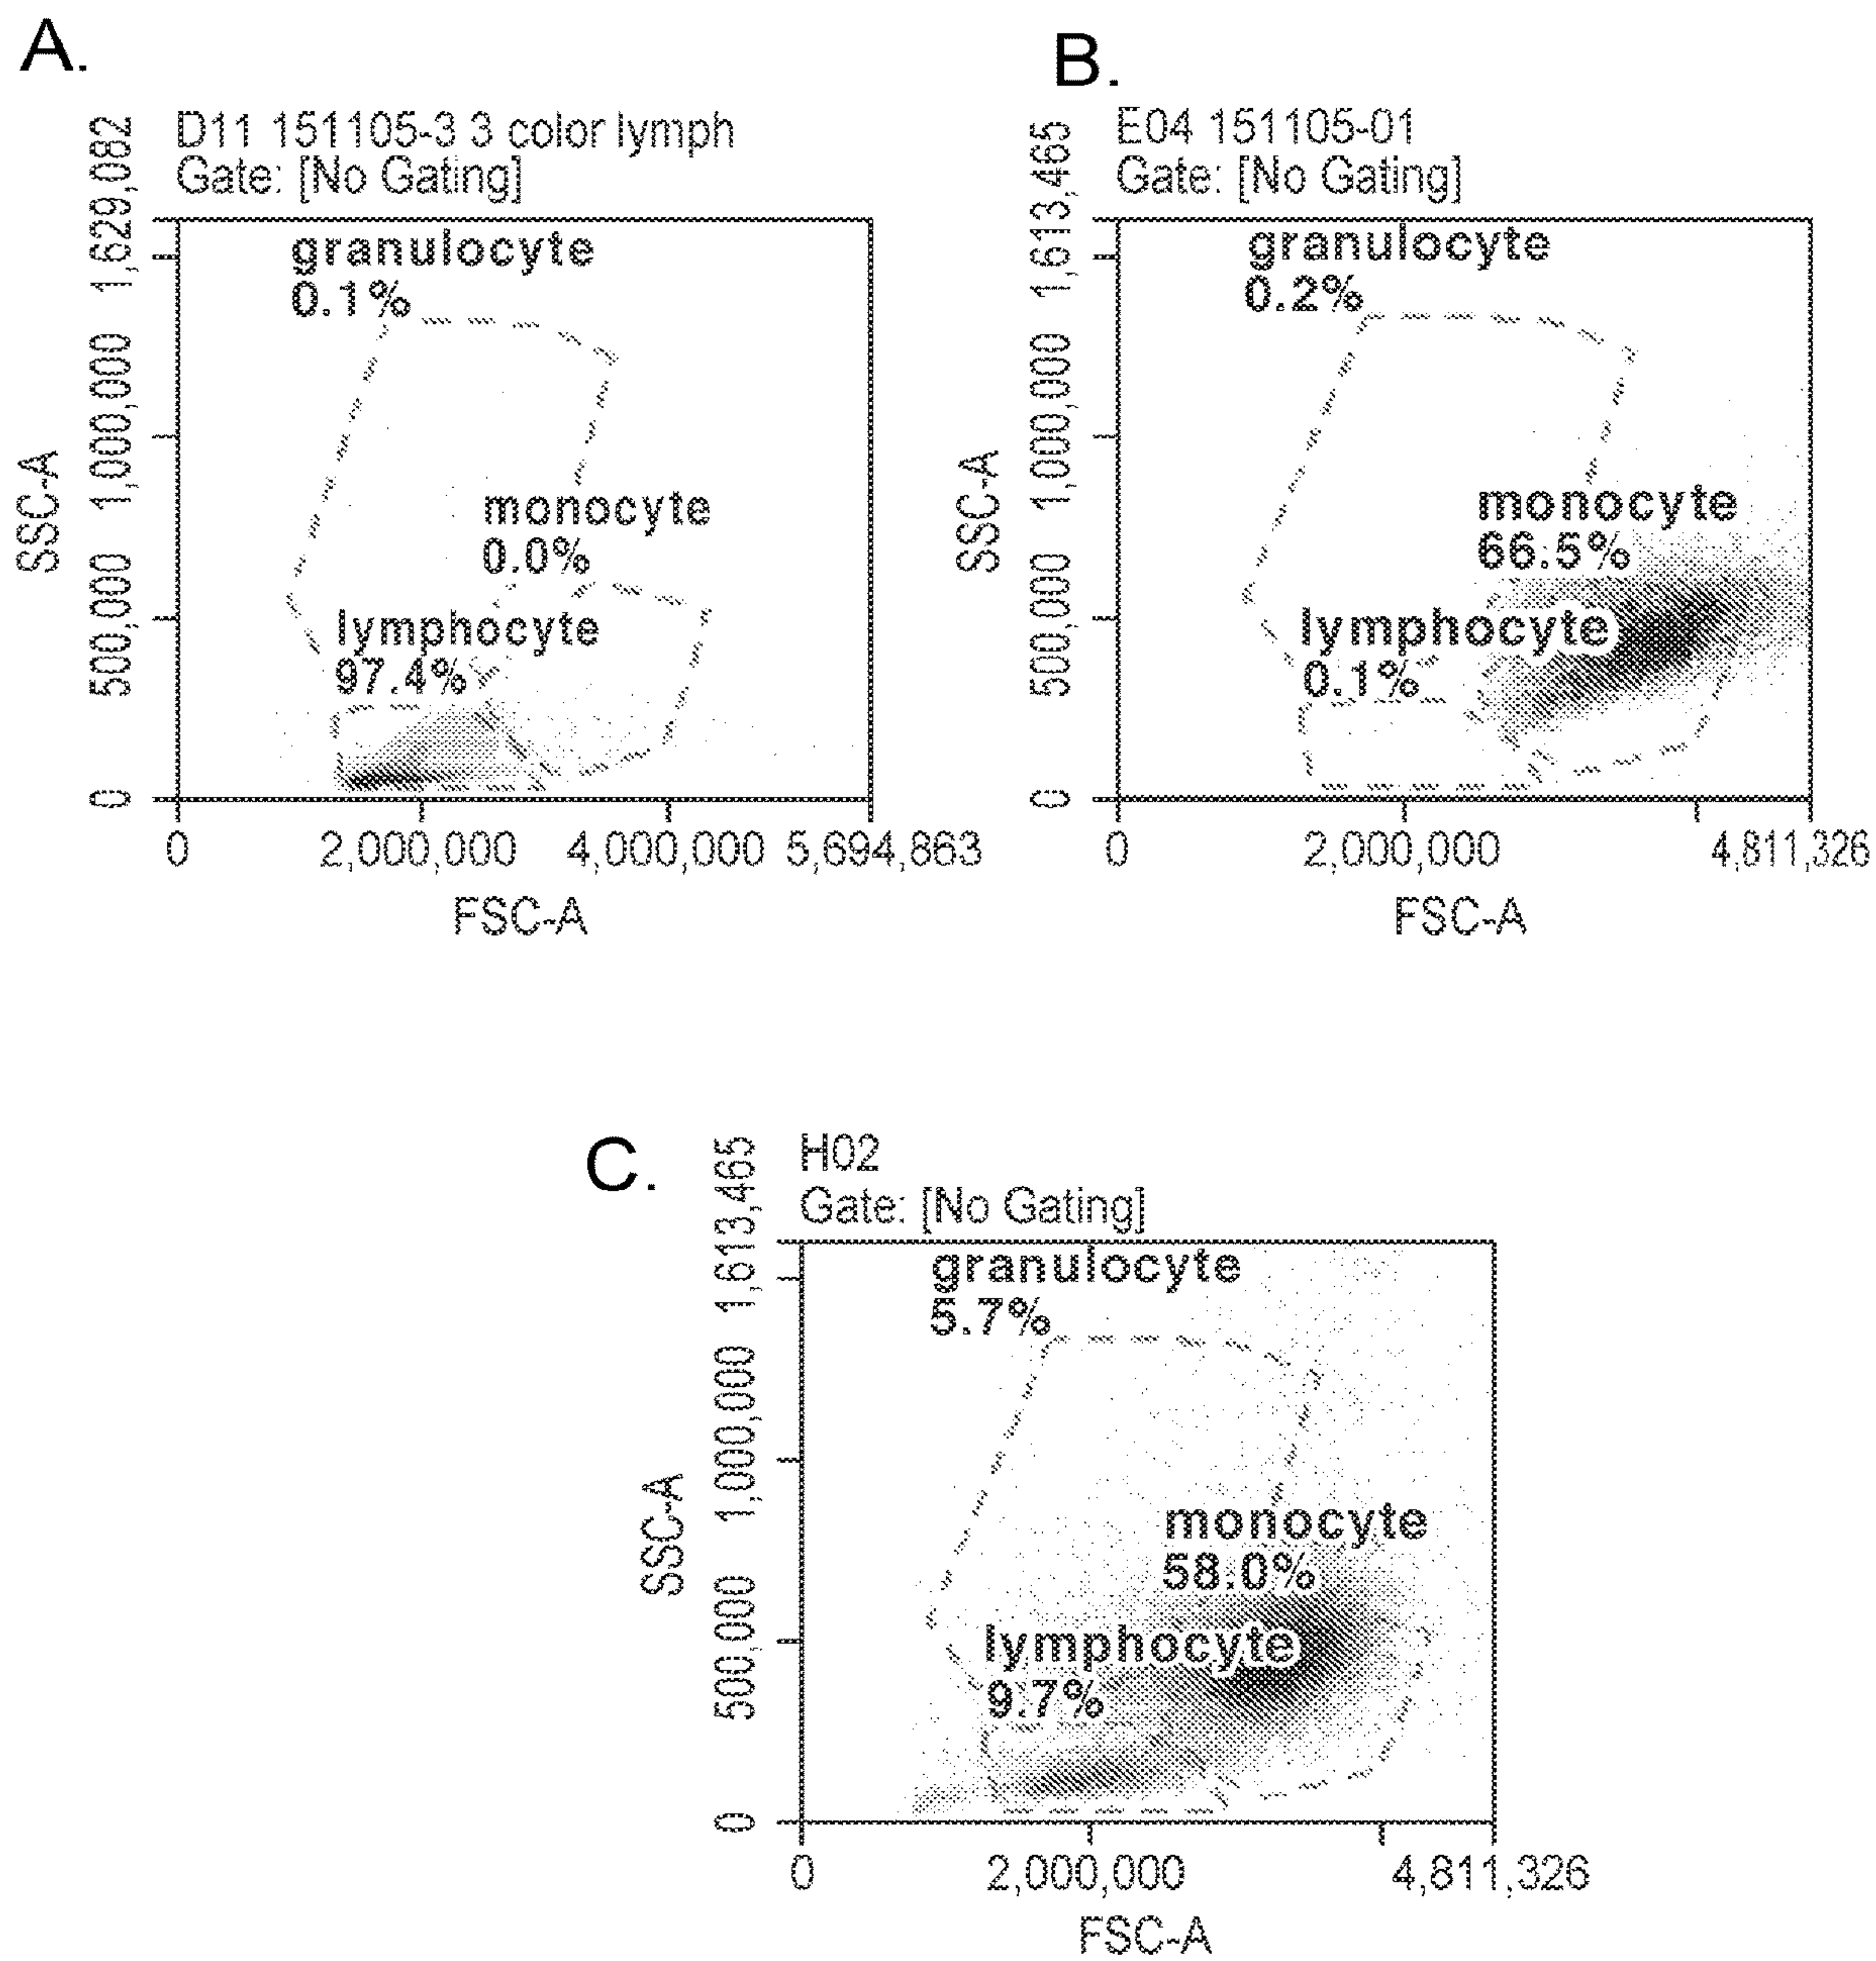 A.
D11 151105-3 3 color lymph
Gate: [No Gating]
SSC-A
1,629,082
1,000,000
500,000
0
granulocyte
0.1%
monocyte
0.0%
lymphocyte
97.4%
0 2,000,000 4,000,000 5,694,863
FSC-A
B.
E04 151105-01
Gate: [No Gating]
SSC-A
1,613,465
1,000,000
500,000
0
granulocyte
0.2%
monocyte
66.5%
lymphocyte
0.1%
0 2,000,000 4,811,326
FSC-A
C.
H02
Gate: [No Gating]
SSC-A
1,613,465
1,000,000
500,000
0
granulocyte
5.7%
monocyte
58.0%
lymphocyte
9.7%
0 2,000,000 4,811,326
FSC-A